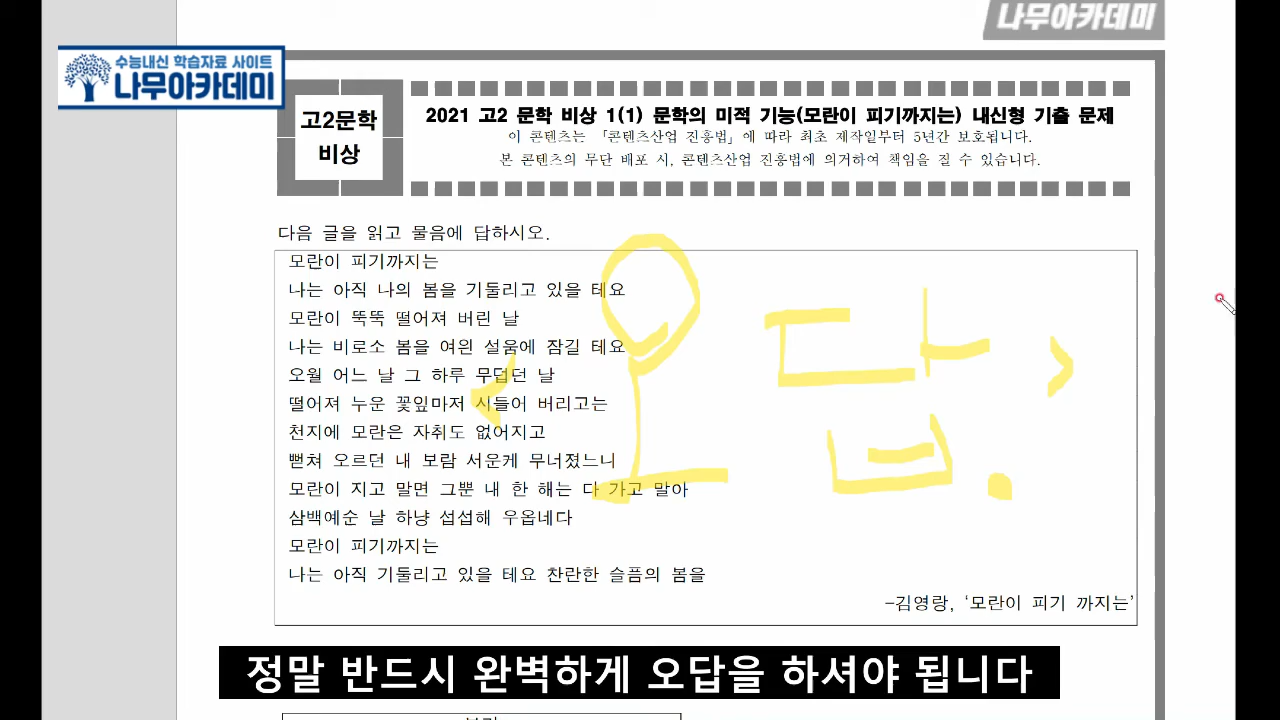 나무아카데미
수능내신 학습자료 사이트
나무아카데미
고2문학
비상
2021 고2 문학 비상 1(1) 문학의 미적 기능(모란이 피기까지는) 내신형 기출 문제
이 콘텐츠는 「콘텐츠산업 진흥법」에 따라 최초 제작일부터 5년간 보호됩니다.
본 콘텐츠의 무단 배포 시, 콘텐츠산업 진흥법에 의거하여 책임을 질 수 있습니다.
다음 글을 읽고 물음에 답하시오.
모란이 피기까지는
나는 아직 나의 봄을 기둘리고 있을 테요
모란이 뚝뚝 떨어져 버린 날
나는 비로소 봄을 여읜 설움에 잠길 테요
오월 어느 날 그 하루 무덥던 날
떨어져 누운 꽃잎마저 시들어 버리고는
천지에 모란은 자취도 없어지고
뻗쳐 오르던 내 보람 서운케 무너졌느니
모란이 지고 말면 그뿐 내 한 해는 다 가고 말아
삼백예순 날 하냥 섭섭해 우옵네다
모란이 피기까지는
나는 아직 기둘리고 있을 테요 찬란한 슬픔의 봄을
-김영랑, ‘모란이 피기 까지는’
<오답.>
정말 반드시 완벽하게 오답을 하셔야 됩니다